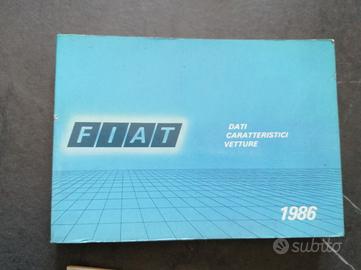 FIAT
DATI
CARATTERISTICI
VETTURE
1986
subito